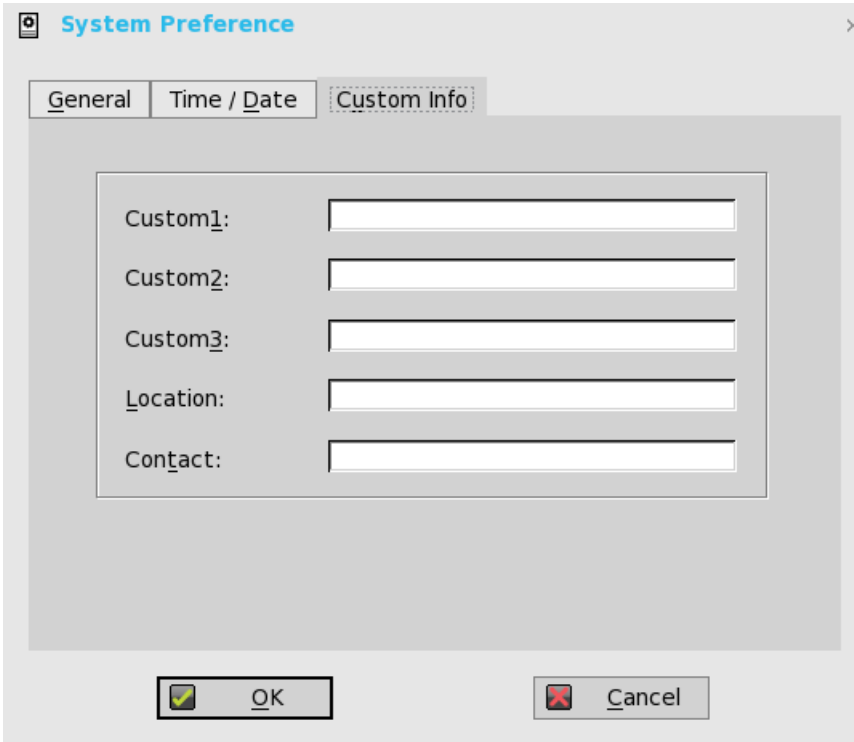 System Preference
General Time / Date Custom Info
Custom1:
Custom2:
Custom3:
Location:
Contact:
OK Cancel